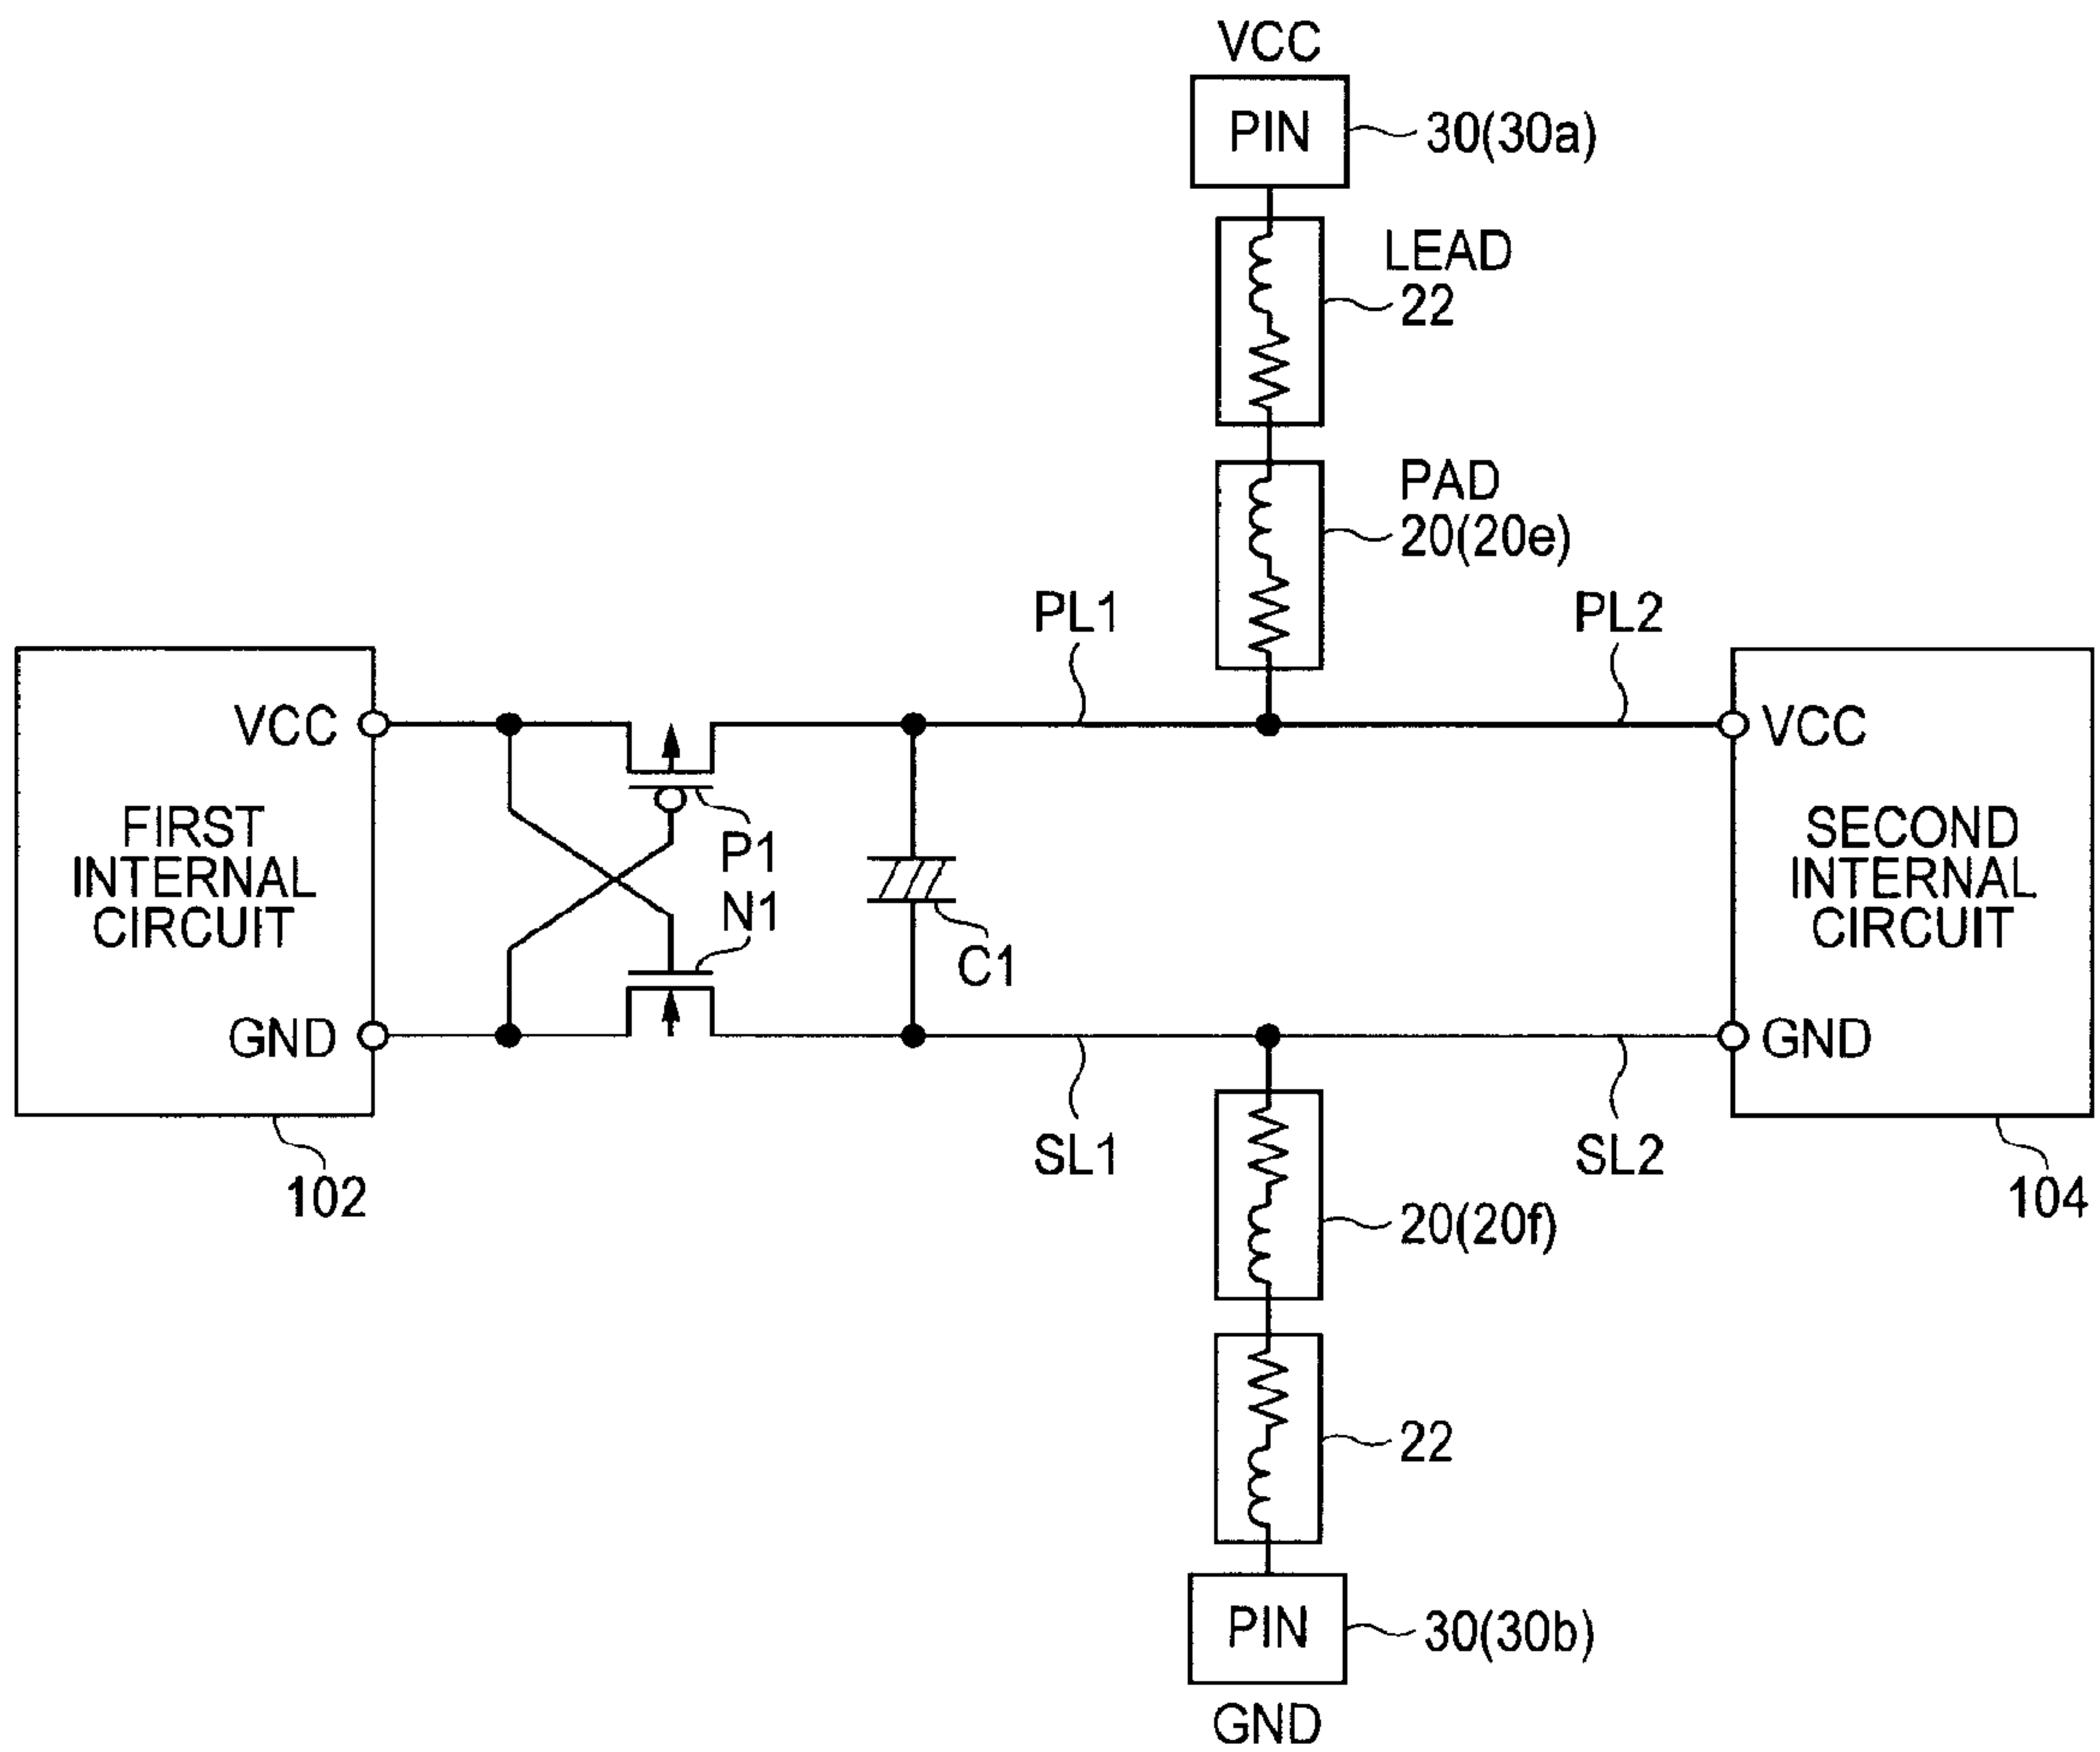 VCC
PIN
30(30a)
LEAD
22
PAD
20(20e)
PL1
PL2
VCC
VCC
FIRST
INTERNAL
CIRCUIT
P1
N1
C1
SECOND
INTERNAL
CIRCUIT
GND
GND
SL1
SL2
102
104
20(20f)
22
PIN
30(30b)
GND